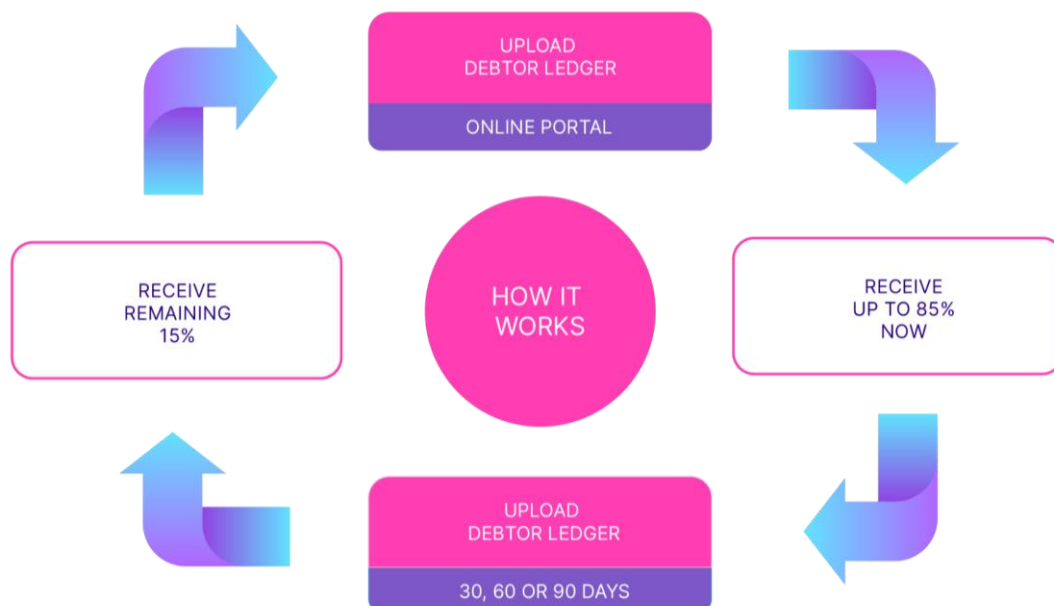 UPLOAD
DEBTOR LEDGER
ONLINE PORTAL
RECEIVE
REMAINING
15%
HOW IT
WORKS
RECEIVE
UP TO 85%
NOW
UPLOAD
DEBTOR LEDGER
30, 60 OR 90 DAYS